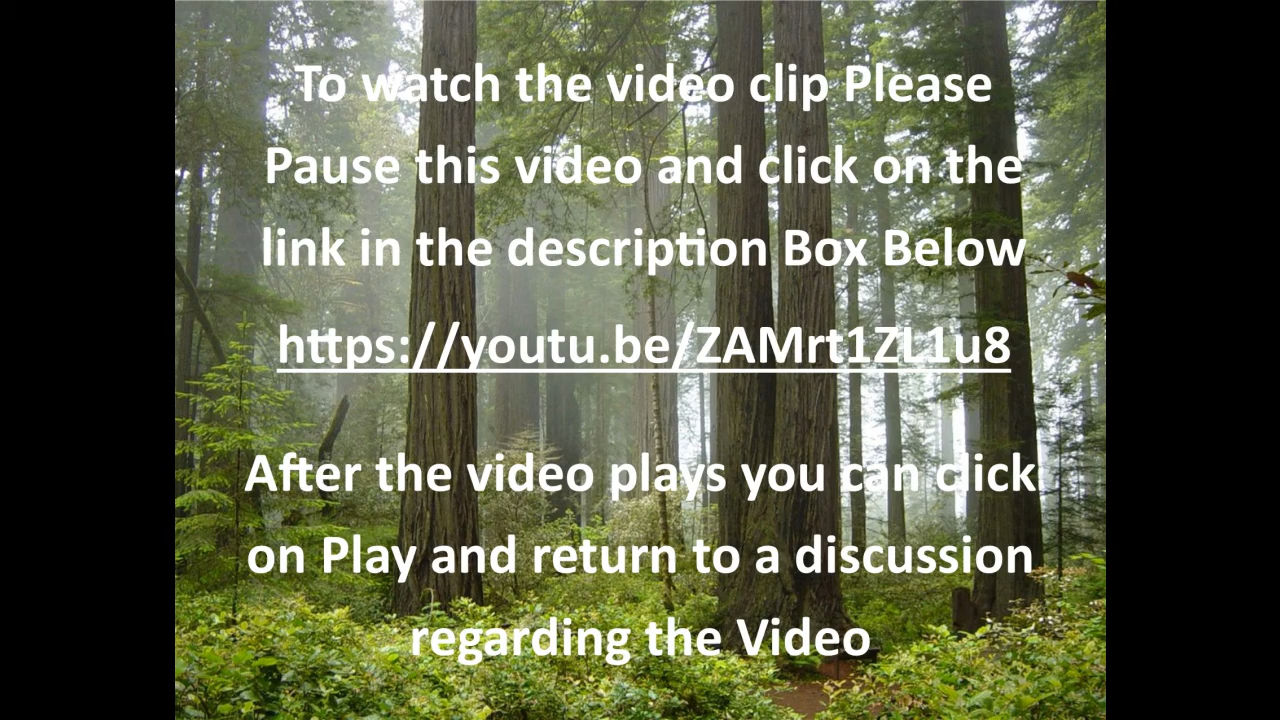 To watch the video clip Please
Pause this video and click on the
link in the description Box Below
https://youtu.be/ZAMrt1ZL1u8
After the video plays you can click
on Play and return to a discussion
regarding the Video